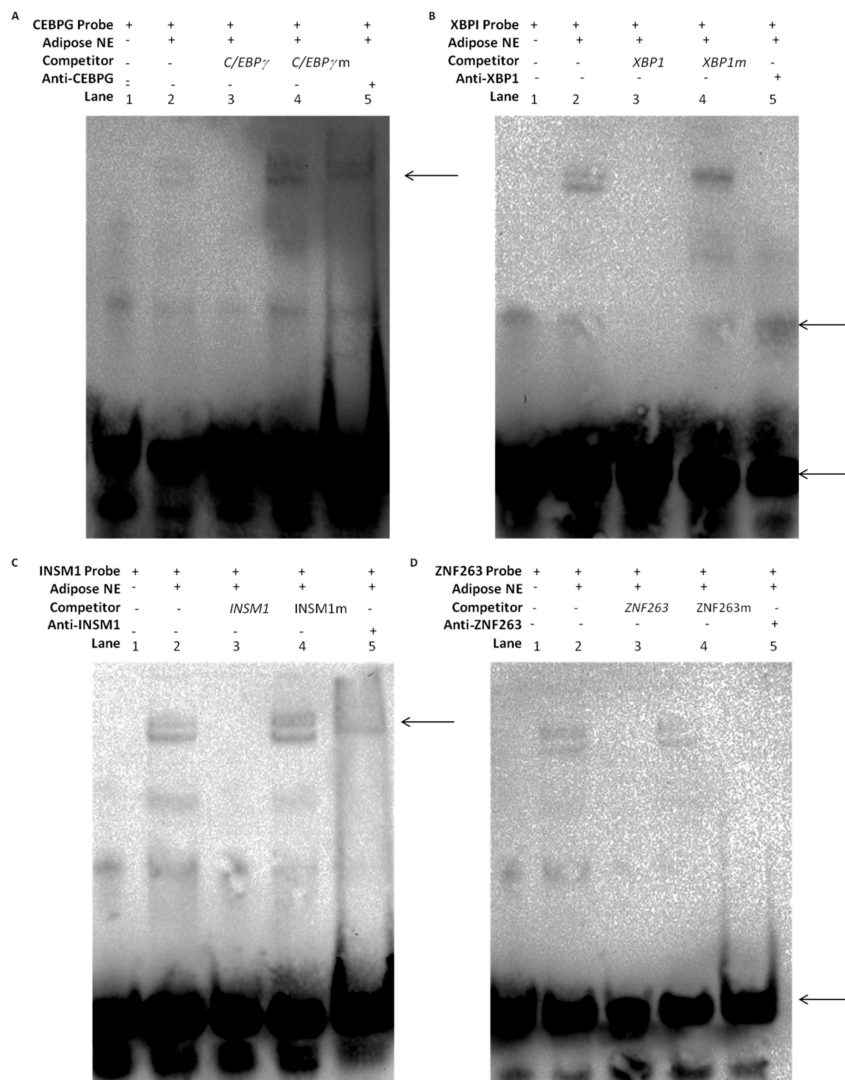 A
CEBPG Probe + + + + +
Adipose NE - + + + +
Competitor - - C/EBPγ C/EBPγm -
Anti-CEBPG - - - - +
Lane 1 2 3 4 5
B
XBPI Probe + + + + +
Adipose NE - + + + +
Competitor - - XBP1 XBP1m -
Anti-XBP1 - - - - +
Lane 1 2 3 4 5
C
INSM1 Probe + + + + +
Adipose NE - + + + +
Competitor - - INSM1 INSM1m -
Anti-INSM1 - - - - +
Lane 1 2 3 4 5
D
ZNF263 Probe + + + + +
Adipose NE - + + + +
Competitor - - ZNF263 ZNF263m -
Anti-ZNF263 - - - - +
Lane 1 2 3 4 5